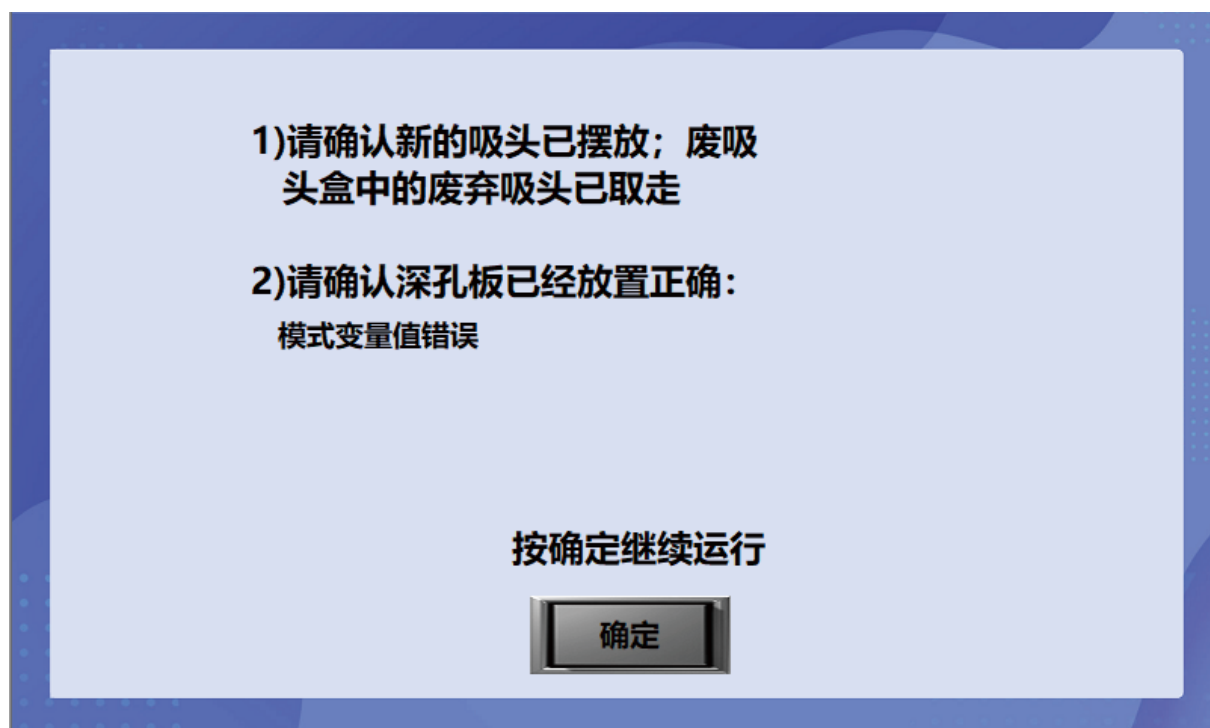 1)请确认新的吸头已摆放；废吸
头盒中的废弃吸头已取走
2)请确认深孔板已经放置正确：
模式变量值错误
按确定继续运行
确定